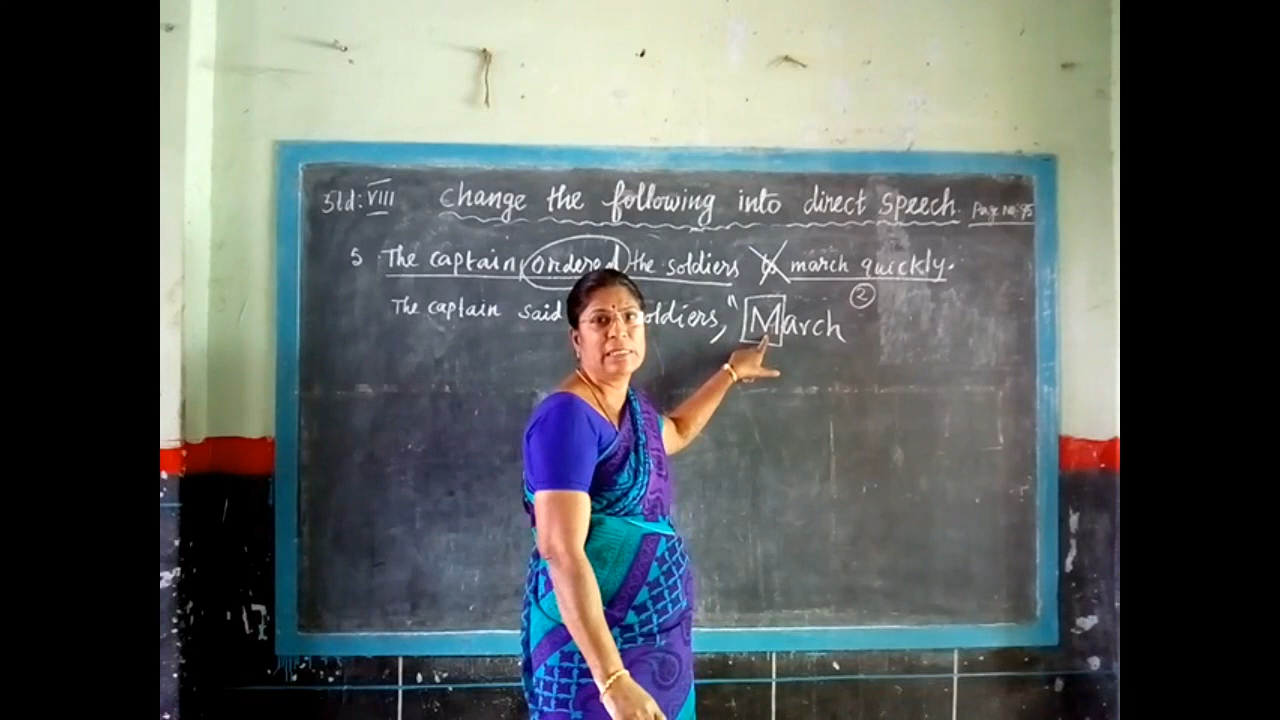 Std: VIII Change the following into direct speech. Page No: 95
5 The captain ordered the soldiers to march quickly.
2
The captain said soldiers, "March